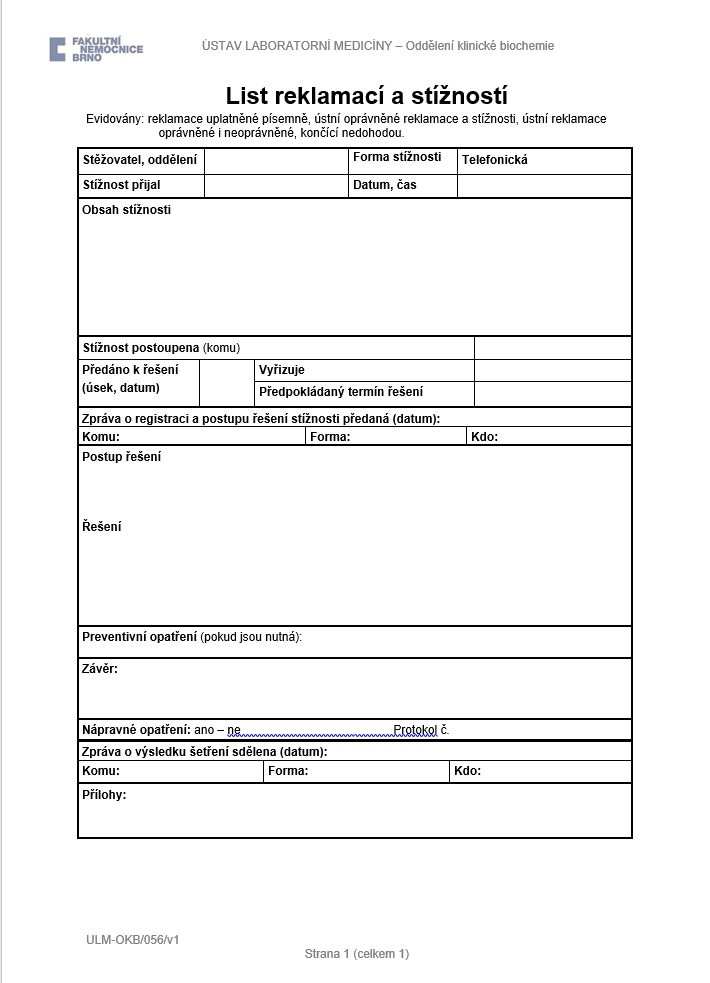 FAKULTNÍ
NEMOCNICE
BRNO
ÚSTAV LABORATORNÍ MEDICÍNY – Oddělení klinické biochemie
List reklamací a stížností
Evidovány: reklamace uplatněné písemně, ústní oprávněné reklamace a stížnosti, ústní reklamace
oprávněné i neoprávněné, končící nedohodou.
Stěžovatel, oddělení Forma stížnosti Telefonická
Stížnost přijal Datum, čas
Obsah stížnosti
Stížnost postoupena (komu)
Předáno k řešení Vyřizuje
(úsek, datum) Předpokládaný termín řešení
Zpráva o registraci a postupu řešení stížnosti předaná (datum):
Komu: Forma: Kdo:
Postup řešení
Řešení
Preventivní opatření (pokud jsou nutná):
Závěr:
Nápravné opatření: ano – ne Protokol č.
Zpráva o výsledku šetření sdělena (datum):
Komu: Forma: Kdo:
Přílohy:
ULM-OKB/056/v1
Strana 1 (celkem 1)